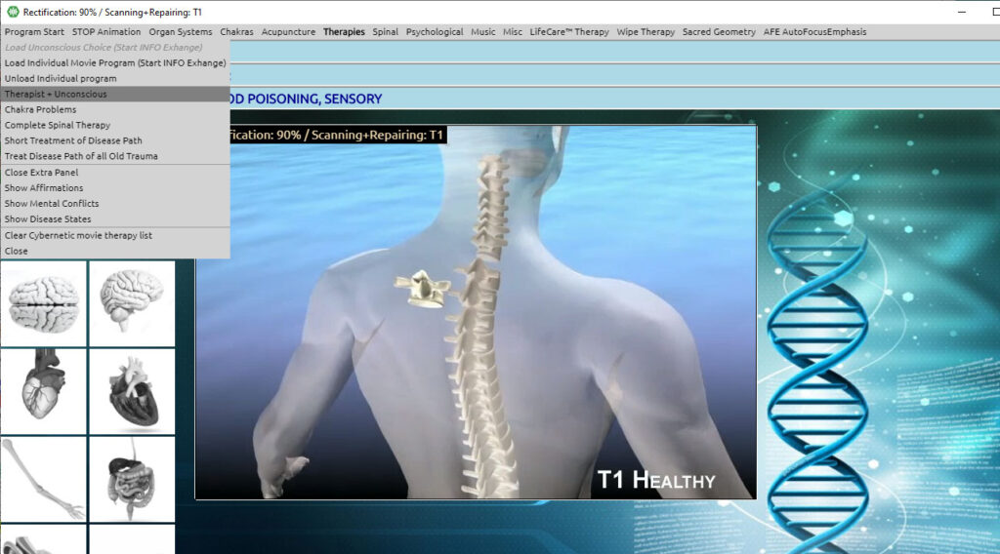 Rectification: 90% / Scanning+Repairing: T1
Program Start STOP Animation Organ Systems Chakras Acupuncture Therapies Spinal Psychological Music Misc LifeCare™ Therapy Wipe Therapy Sacred Geometry AFE AutoFocusEmphasis
Load Unconscious Choice (Start INFO Exhange)
Load Individual Movie Program (Start INFO Exhange)
Unload Individual program
Therapist + Unconscious
Chakra Problems
Complete Spinal Therapy
Short Treatment of Disease Path
Treat Disease Path of all Old Trauma
Close Extra Panel
Show Affirmations
Show Mental Conflicts
Show Disease States
Clear Cybernetic movie therapy list
Close
OD POISONING, SENSORY
fication: 90% / Scanning+Repairing: T1
T1 HEALTHY